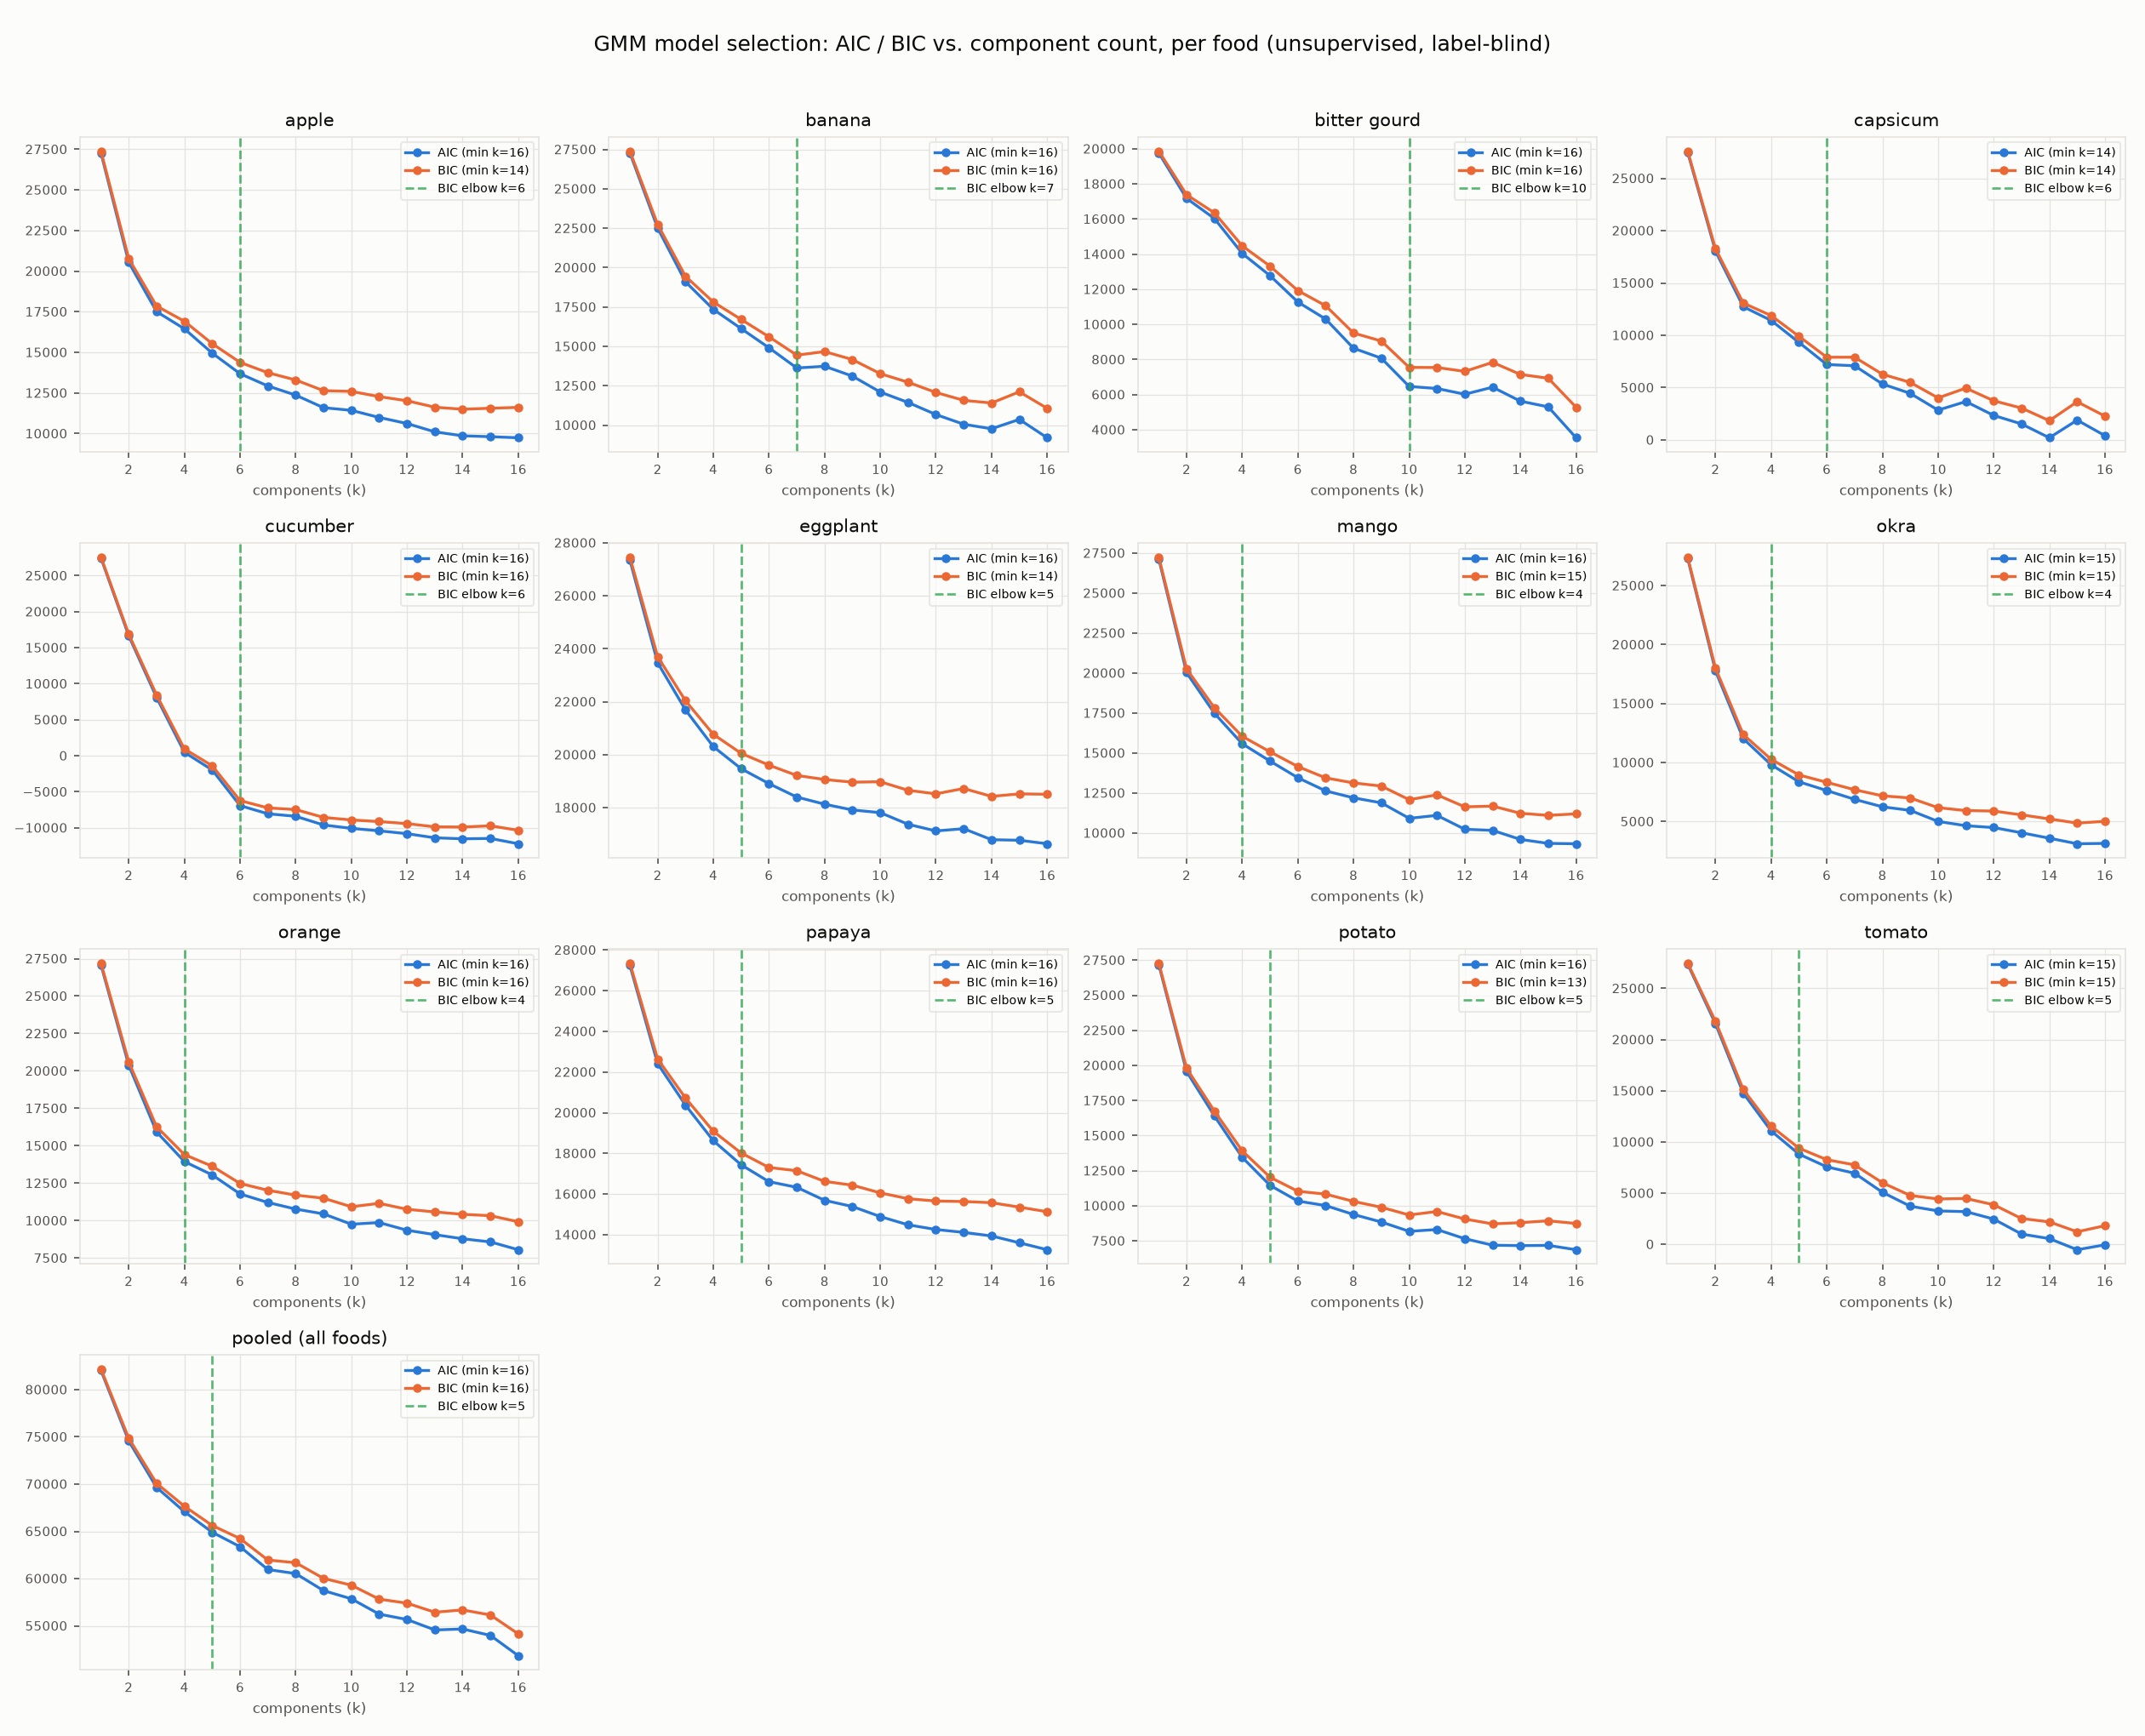 GMM model selection: AIC / BIC vs. component count, per food (unsupervised, label-blind)
apple
27500
25000
22500
20000
17500
15000
12500
10000
AIC (min k=16)
BIC (min k=14)
BIC elbow k=6
2 4 6 8 10 12 14 16
components (k)
banana
27500
25000
22500
20000
17500
15000
12500
10000
AIC (min k=16)
BIC (min k=16)
BIC elbow k=7
2 4 6 8 10 12 14 16
components (k)
bitter gourd
20000
18000
16000
14000
12000
10000
8000
6000
4000
AIC (min k=16)
BIC (min k=16)
BIC elbow k=10
2 4 6 8 10 12 14 16
components (k)
capsicum
25000
20000
15000
10000
5000
0
AIC (min k=14)
BIC (min k=14)
BIC elbow k=6
2 4 6 8 10 12 14 16
components (k)
cucumber
25000
20000
15000
10000
5000
0
−5000
−10000
AIC (min k=16)
BIC (min k=16)
BIC elbow k=6
2 4 6 8 10 12 14 16
components (k)
eggplant
28000
26000
24000
22000
20000
18000
AIC (min k=16)
BIC (min k=14)
BIC elbow k=5
2 4 6 8 10 12 14 16
components (k)
mango
27500
25000
22500
20000
17500
15000
12500
10000
AIC (min k=16)
BIC (min k=15)
BIC elbow k=4
2 4 6 8 10 12 14 16
components (k)
okra
25000
20000
15000
10000
5000
AIC (min k=15)
BIC (min k=15)
BIC elbow k=4
2 4 6 8 10 12 14 16
components (k)
orange
27500
25000
22500
20000
17500
15000
12500
10000
7500
AIC (min k=16)
BIC (min k=16)
BIC elbow k=4
2 4 6 8 10 12 14 16
components (k)
papaya
28000
26000
24000
22000
20000
18000
16000
14000
AIC (min k=16)
BIC (min k=16)
BIC elbow k=5
2 4 6 8 10 12 14 16
components (k)
potato
27500
25000
22500
20000
17500
15000
12500
10000
7500
AIC (min k=16)
BIC (min k=13)
BIC elbow k=5
2 4 6 8 10 12 14 16
components (k)
tomato
25000
20000
15000
10000
5000
0
AIC (min k=15)
BIC (min k=15)
BIC elbow k=5
2 4 6 8 10 12 14 16
components (k)
pooled (all foods)
80000
75000
70000
65000
60000
55000
AIC (min k=16)
BIC (min k=16)
BIC elbow k=5
2 4 6 8 10 12 14 16
components (k)